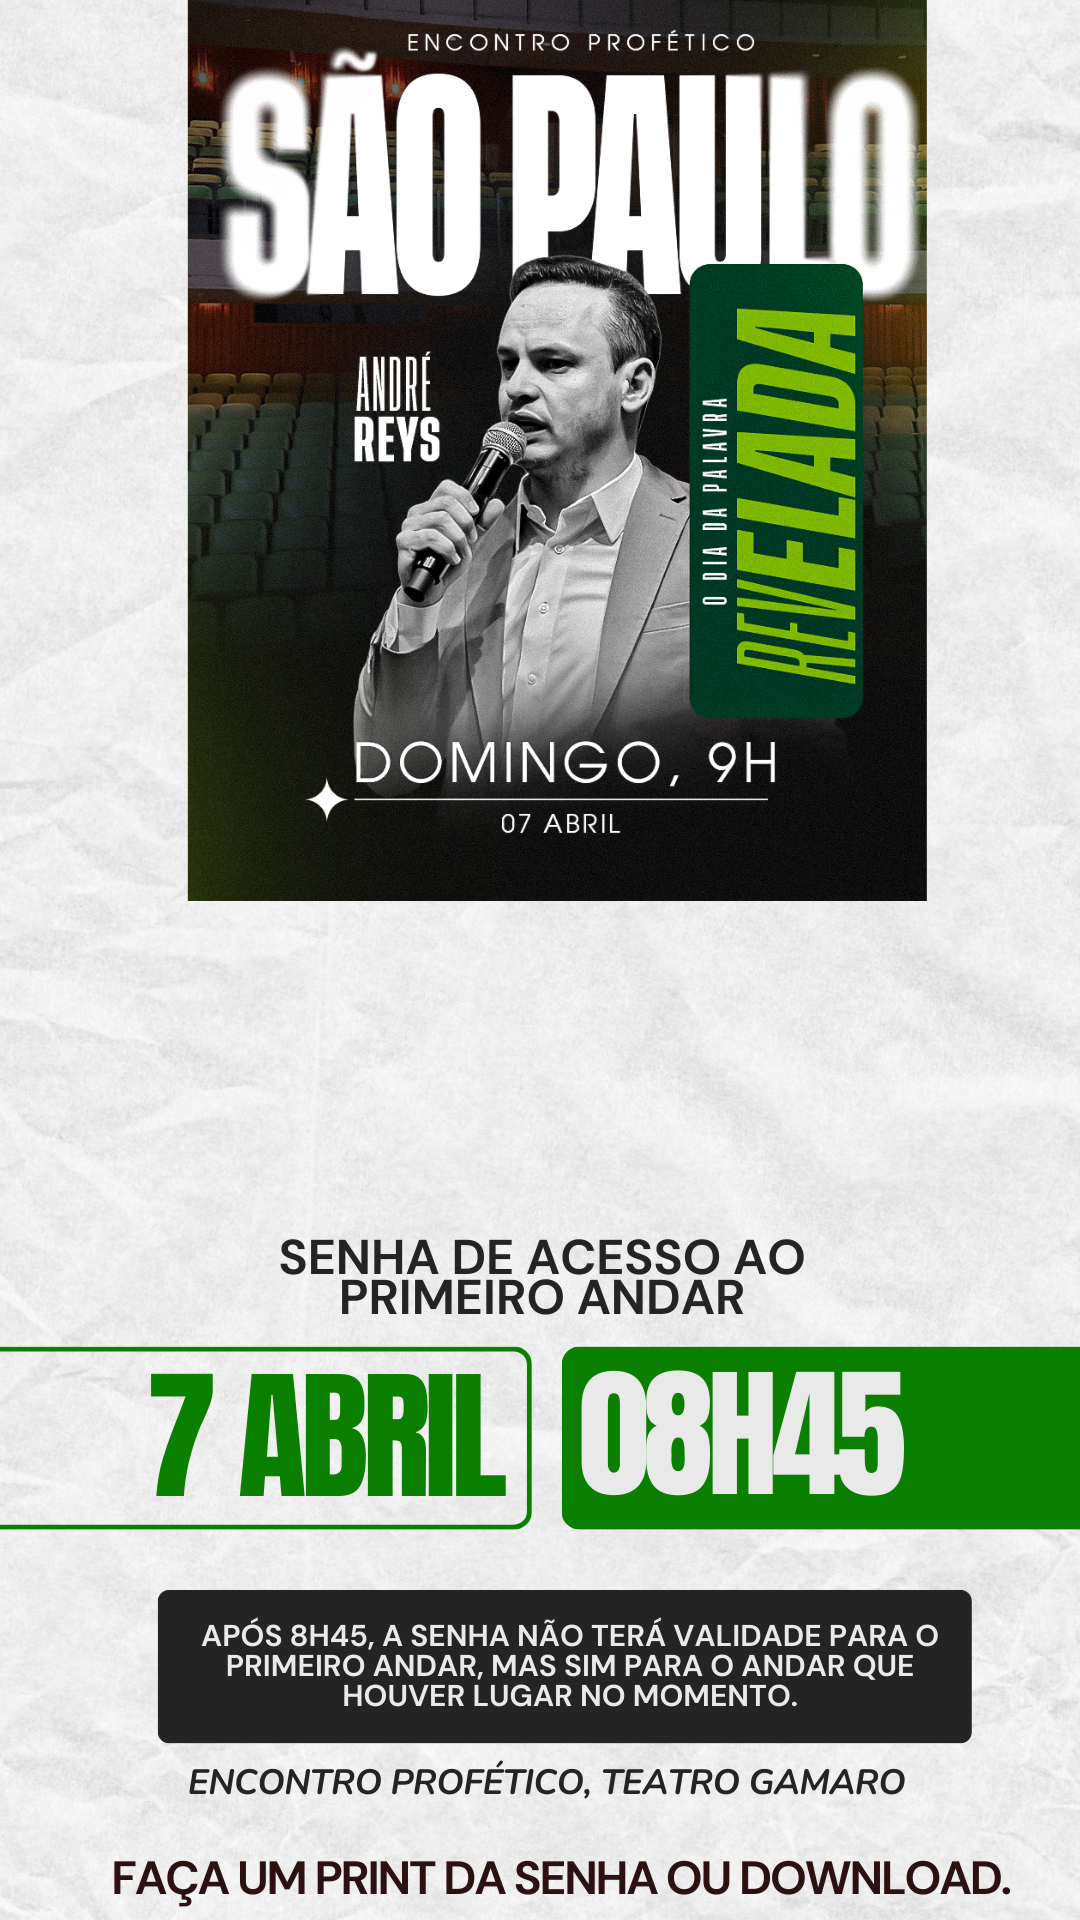 ENCONTRO PROFÉTICO
SÃO PAULO
ANDRÉ
REYS
O DIA DA PALAVRA
REVELADA
DOMINGO, 9H
07 ABRIL
SENHA DE ACESSO AO
PRIMEIRO ANDAR
7 ABRIL
08H45
APÓS 8H45, A SENHA NÃO TERÁ VALIDADE PARA O
PRIMEIRO ANDAR, MAS SIM PARA O ANDAR QUE
HOUVER LUGAR NO MOMENTO.
ENCONTRO PROFÉTICO, TEATRO GAMARO
FAÇA UM PRINT DA SENHA OU DOWNLOAD.